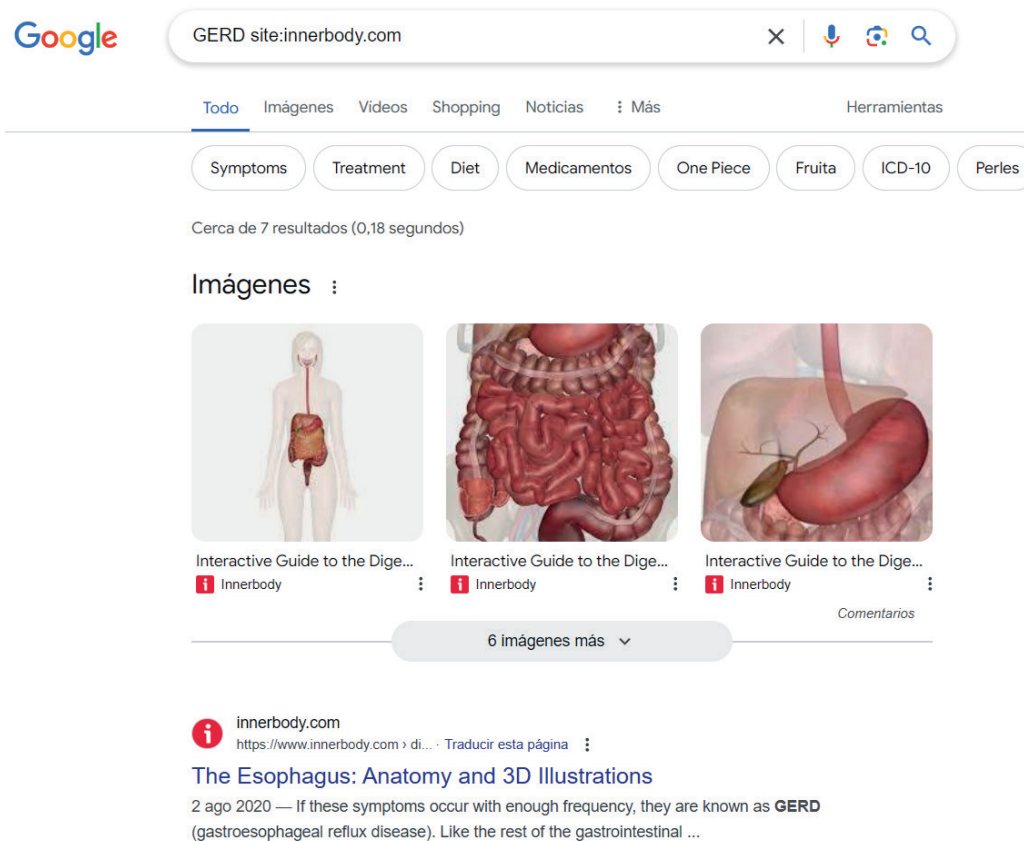 Google
GERD site:innerbody.com
Todo Imágenes Vídeos Shopping Noticias Más Herramientas
Symptoms Treatment Diet Medicamentos One Piece Fruita ICD-10 Perles
Cerca de 7 resultados (0,18 segundos)
Imágenes
Interactive Guide to the Dige... Interactive Guide to the Dige... Interactive Guide to the Dige...
Innerbody Innerbody Innerbody
Comentarios
6 imágenes más
innerbody.com
https://www.innerbody.com › di... · Traducir esta página
The Esophagus: Anatomy and 3D Illustrations
2 ago 2020 — If these symptoms occur with enough frequency, they are known as GERD
(gastroesophageal reflux disease). Like the rest of the gastrointestinal ...